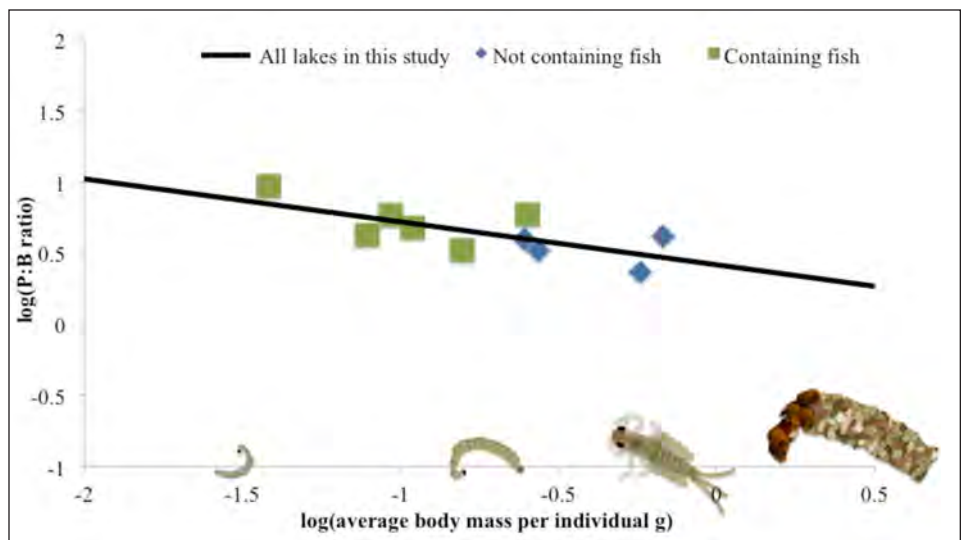 2
All lakes in this study
Not containing fish
Containing fish
1.5
1
0.5
0
-0.5
-1
log(P:B ratio)
-2
-1.5
-1
-0.5
0
0.5
log(average body mass per individual g)